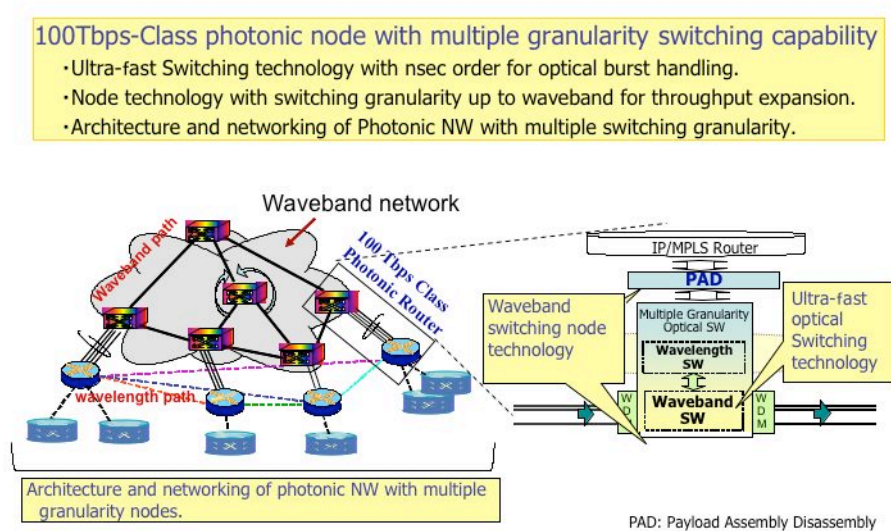 100Tbps-Class photonic node with multiple granularity switching capability
・Ultra-fast Switching technology with nsec order for optical burst handling.
・Node technology with switching granularity up to waveband for throughput expansion.
・Architecture and networking of Photonic NW with multiple switching granularity.
Waveband network
Waveband path
100 Tbps Class
Photonic Router
wavelength path
Architecture and networking of photonic NW with multiple
granularity nodes.
IP/MPLS Router
PAD
Waveband
switching node
technology
Multiple Granularity
Optical SW
Wavelength
SW
Waveband
SW
Ultra-fast
optical
Switching
technology
WDM
WDM
PAD: Payload Assembly Disassembly